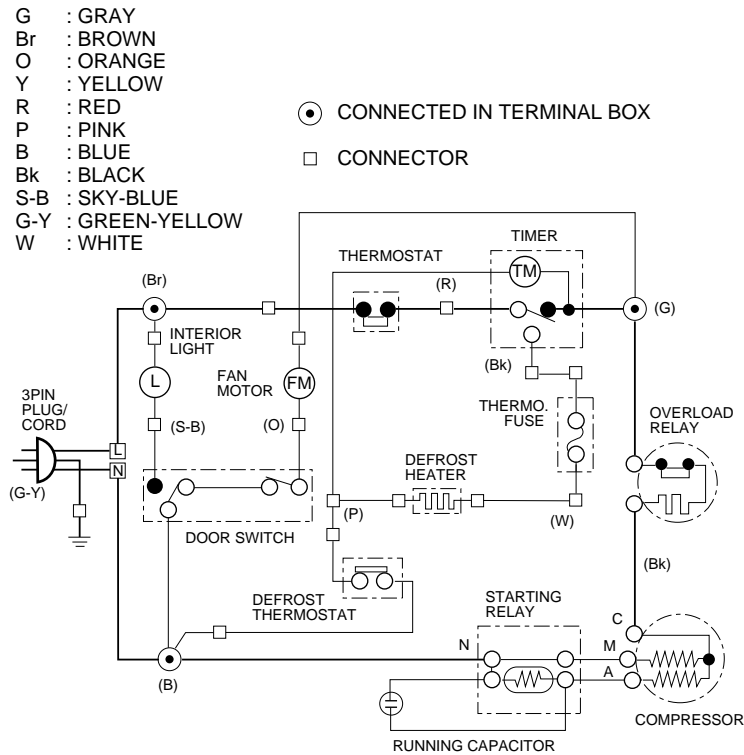 G : GRAY
Br : BROWN
O : ORANGE
Y : YELLOW
R : RED
P : PINK
B : BLUE
Bk : BLACK
S-B : SKY-BLUE
G-Y : GREEN-YELLOW
W : WHITE
CONNECTED IN TERMINAL BOX
CONNECTOR
TIMER
THERMOSTAT
TM
(R)
(Br)
(G)
INTERIOR
LIGHT
L
FAN
MOTOR
FM
(Bk)
3PIN
PLUG/
CORD
THERMO.
FUSE
OVERLOAD
RELAY
(S-B)
(O)
L
N
(G-Y)
DEFROST
HEATER
(P)
(W)
DOOR SWITCH
(Bk)
DEFROST
THERMOSTAT
STARTING
RELAY
C
N
M
A
(B)
COMPRESSOR
RUNNING CAPACITOR